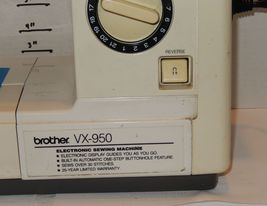 REVERSE
brother VX-950
ELECTRONIC SEWING MACHINE
■ ELECTRONIC DISPLAY GUIDES YOU AS YOU GO.
■ BUILT-IN AUTOMATIC ONE-STEP BUTTONHOLE FEATURE.
■ SEWS OVER 30 STITCHES.
■ 25-YEAR LIMITED WARRANTY.